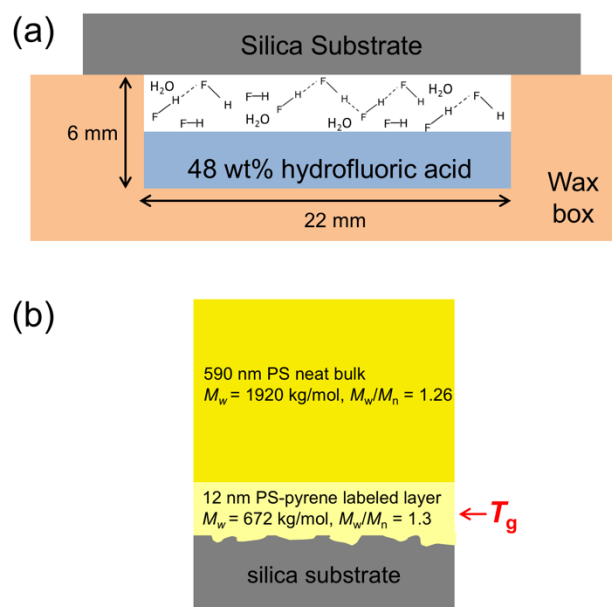 (a)
Silica Substrate
H₂O F H₂O F
H F–H H H H
H F H
F F–H H₂O H₂O F F–H F
6 mm
48 wt% hydrofluoric acid
22 mm
Wax
box
(b)
590 nm PS neat bulk
Mw = 1920 kg/mol, Mw/Mn = 1.26
12 nm PS-pyrene labeled layer
Mw = 672 kg/mol, Mw/Mn = 1.3
Tg
silica substrate